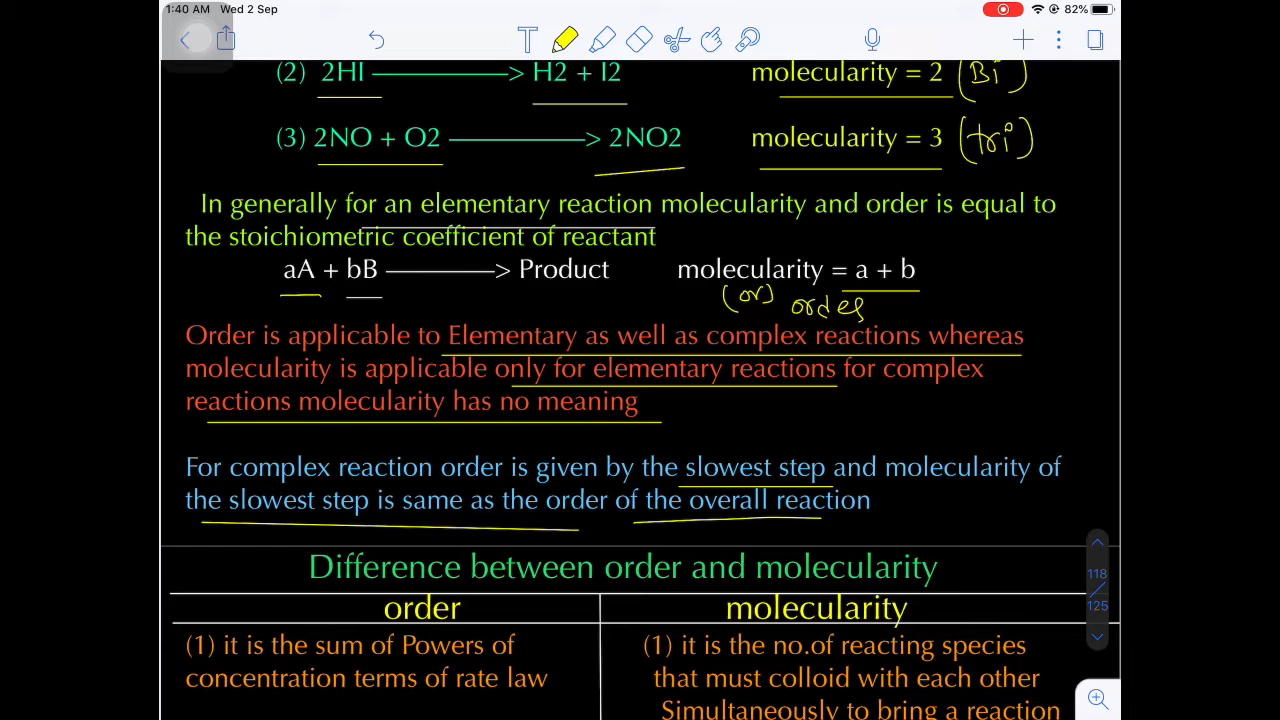 1:40 AM Wed 2 Sep 82%
(2) 2HI ————> H2 + I2 molecularity = 2 (Bi)
(3) 2NO + O2 ————> 2NO2 molecularity = 3 (tri)
In generally for an elementary reaction molecularity and order is equal to
the stoichiometric coefficient of reactant
aA + bB ————> Product molecularity = a + b
(or) order
Order is applicable to Elementary as well as complex reactions whereas
molecularity is applicable only for elementary reactions for complex
reactions molecularity has no meaning
For complex reaction order is given by the slowest step and molecularity of
the slowest step is same as the order of the overall reaction
Difference between order and molecularity
118
125
order molecularity
(1) it is the sum of Powers of (1) it is the no.of reacting species
concentration terms of rate law that must colloid with each other
Simultaneously to bring a reaction